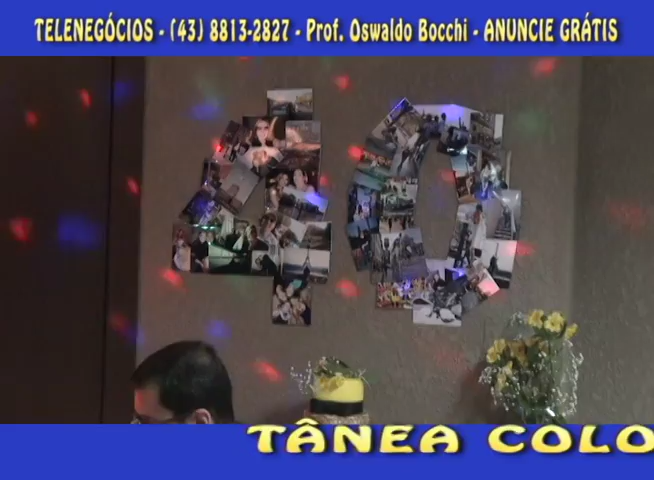 TELENEGÓCIOS - (43) 8813-2827 - Prof. Oswaldo Bocchi - ANUNCIE GRÁTIS
40
TÂNEA COLO